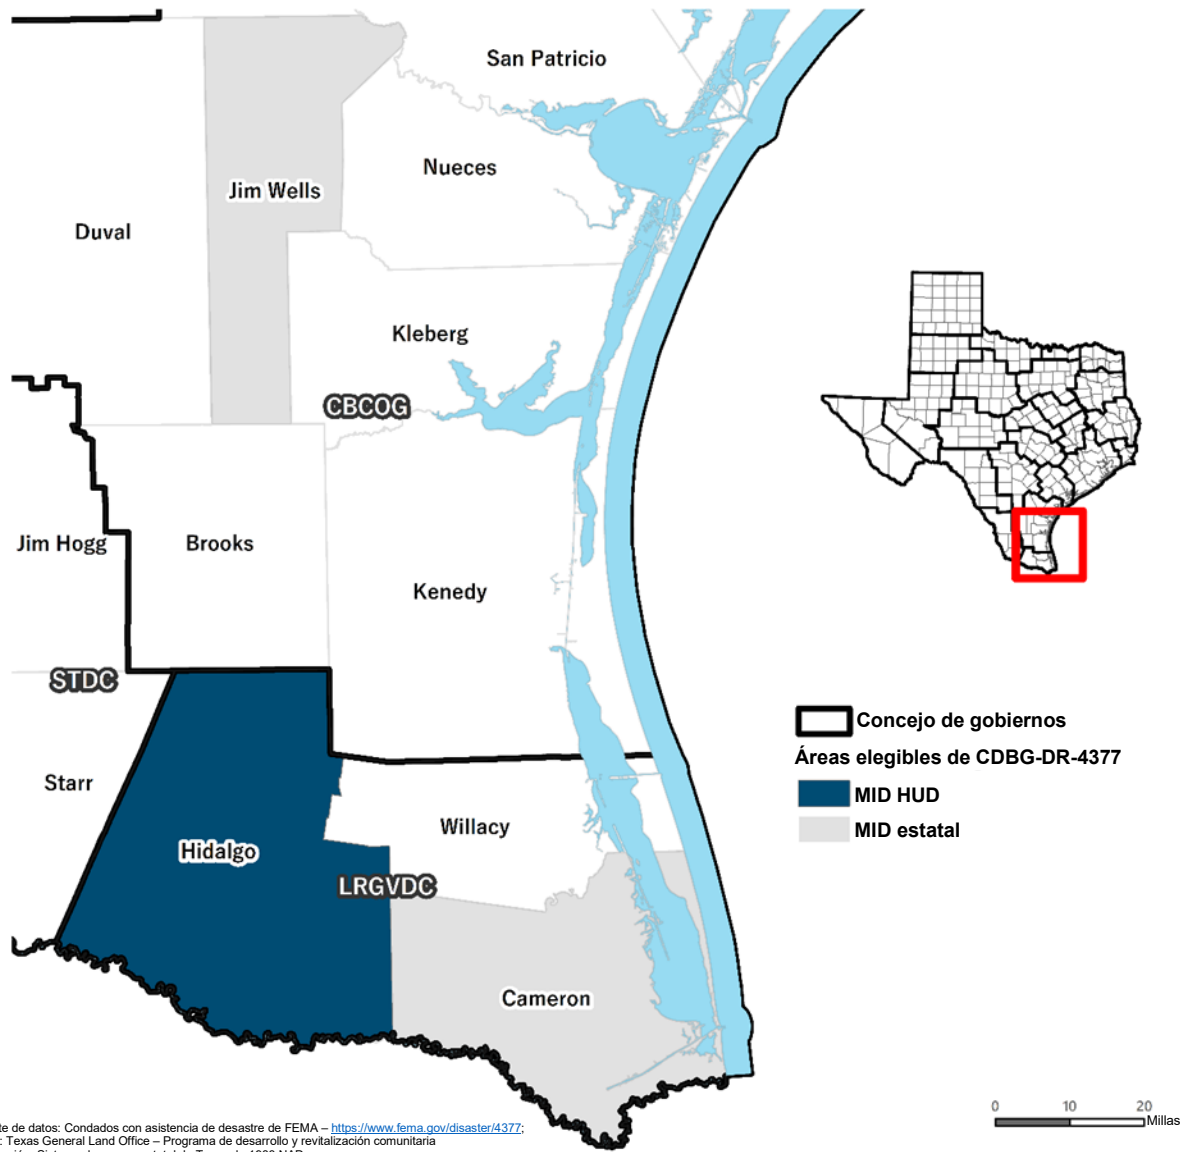 San Patricio
Nueces
Jim Wells
Duval
Kleberg
CBCOG
Jim Hogg
Brooks
Kenedy
STDC
Starr
Hidalgo
Willacy
LRGVDC
Cameron
Concejo de gobiernos
Áreas elegibles de CDBG-DR-4377
MID HUD
MID estatal
0 10 20
Millas
te de datos: Condados con asistencia de desastre de FEMA – https://www.fema.gov/disaster/4377;
: Texas General Land Office – Programa de desarrollo y revitalización comunitaria